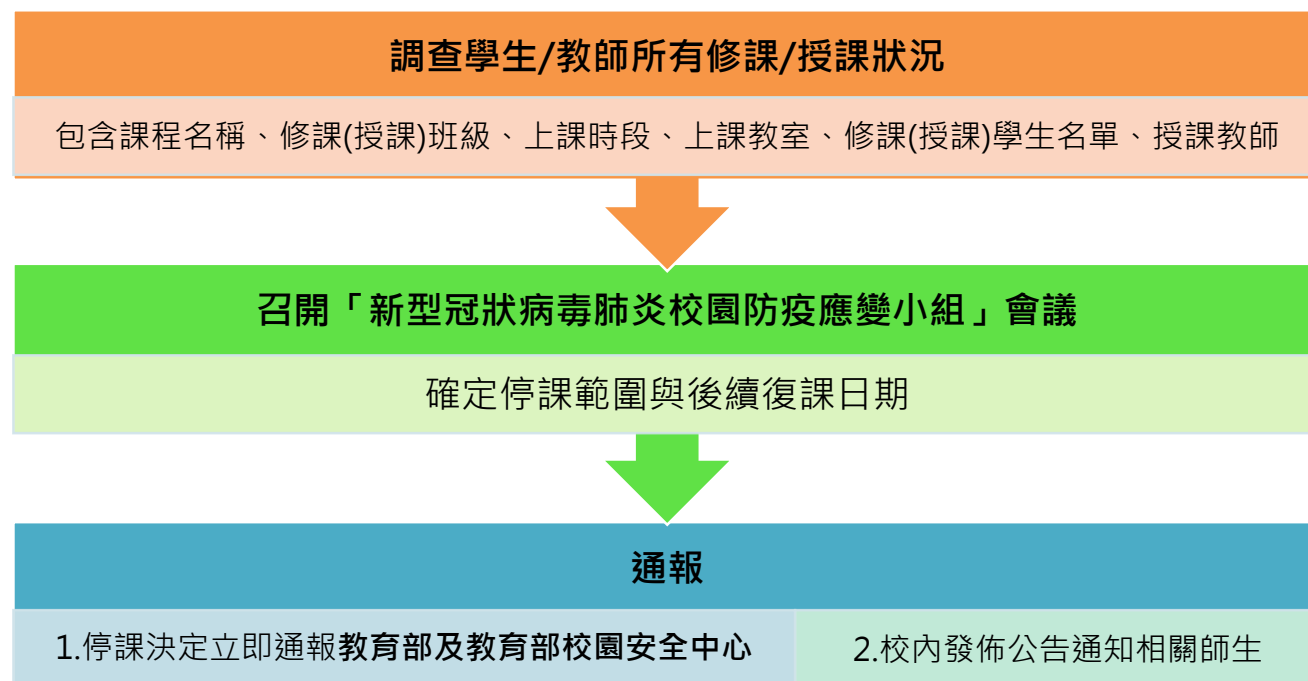 調查學生/教師所有修課/授課狀況
包含課程名稱、修課(授課)班級、上課時段、上課教室、修課(授課)學生名單、授課教師
召開「新型冠狀病毒肺炎校園防疫應變小組」會議
確定停課範圍與後續復課日期
通報
1.停課決定立即通報教育部及教育部校園安全中心
2.校內發佈公告通知相關師生